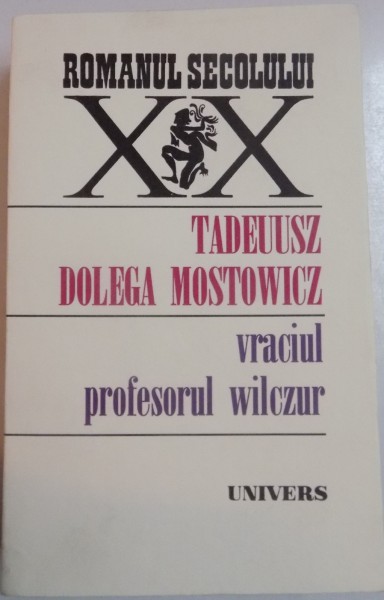 ROMANUL SECOLULUI
XX
TADEUUSZ
DOLEGA MOSTOWICZ
vraciul
profesorul wilczur
UNIVERS